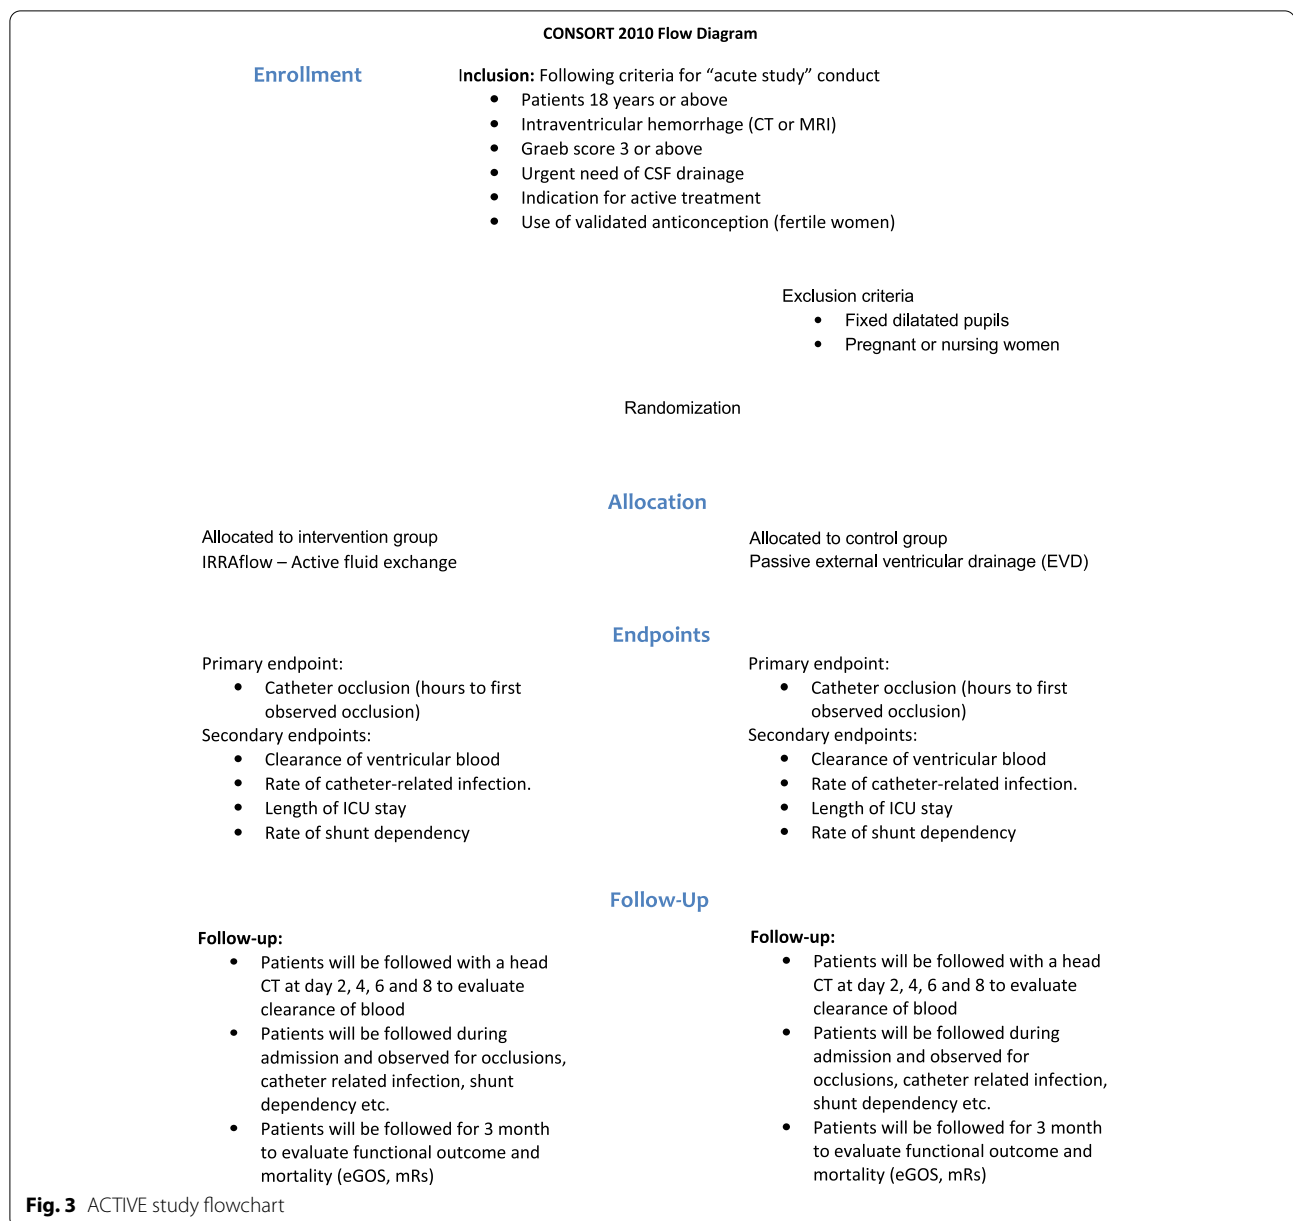 CONSORT 2010 Flow Diagram
Enrollment
Inclusion: Following criteria for “acute study” conduct
• Patients 18 years or above
• Intraventricular hemorrhage (CT or MRI)
• Graeb score 3 or above
• Urgent need of CSF drainage
• Indication for active treatment
• Use of validated anticonception (fertile women)
Exclusion criteria
• Fixed dilatated pupils
• Pregnant or nursing women
Randomization
Allocation
Allocated to intervention group
IRRAflow – Active fluid exchange
Allocated to control group
Passive external ventricular drainage (EVD)
Endpoints
Primary endpoint:
• Catheter occlusion (hours to first
observed occlusion)
Secondary endpoints:
• Clearance of ventricular blood
• Rate of catheter-related infection.
• Length of ICU stay
• Rate of shunt dependency
Primary endpoint:
• Catheter occlusion (hours to first
observed occlusion)
Secondary endpoints:
• Clearance of ventricular blood
• Rate of catheter-related infection.
• Length of ICU stay
• Rate of shunt dependency
Follow-Up
Follow-up:
• Patients will be followed with a head
CT at day 2, 4, 6 and 8 to evaluate
clearance of blood
• Patients will be followed during
admission and observed for occlusions,
catheter related infection, shunt
dependency etc.
• Patients will be followed for 3 month
to evaluate functional outcome and
mortality (eGOS, mRs)
Follow-up:
• Patients will be followed with a head
CT at day 2, 4, 6 and 8 to evaluate
clearance of blood
• Patients will be followed during
admission and observed for
occlusions, catheter related infection,
shunt dependency etc.
• Patients will be followed for 3 month
to evaluate functional outcome and
mortality (eGOS, mRs)
Fig. 3 ACTIVE study flowchart